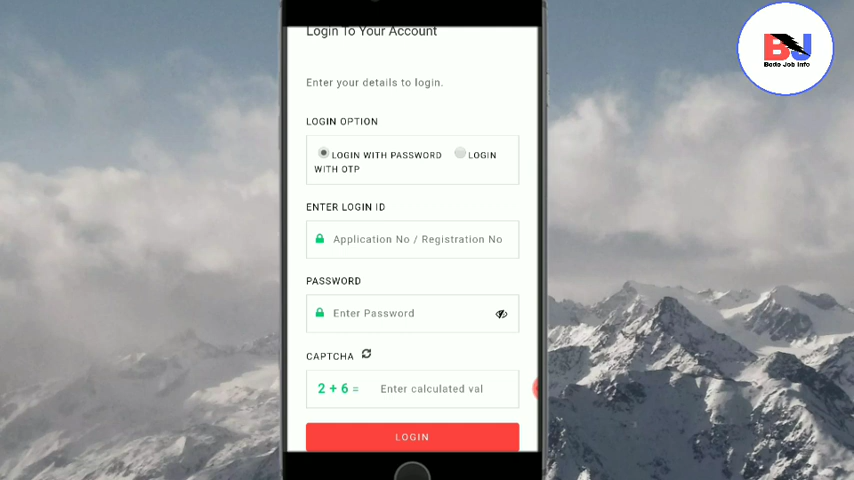 Login To Your Account
BJ
Bedo Job Info
Enter your details to login.
LOGIN OPTION
LOGIN WITH PASSWORD LOGIN
WITH OTP
ENTER LOGIN ID
Application No / Registration No
PASSWORD
Enter Password
CAPTCHA
2 + 6 = Enter calculated val
LOGIN